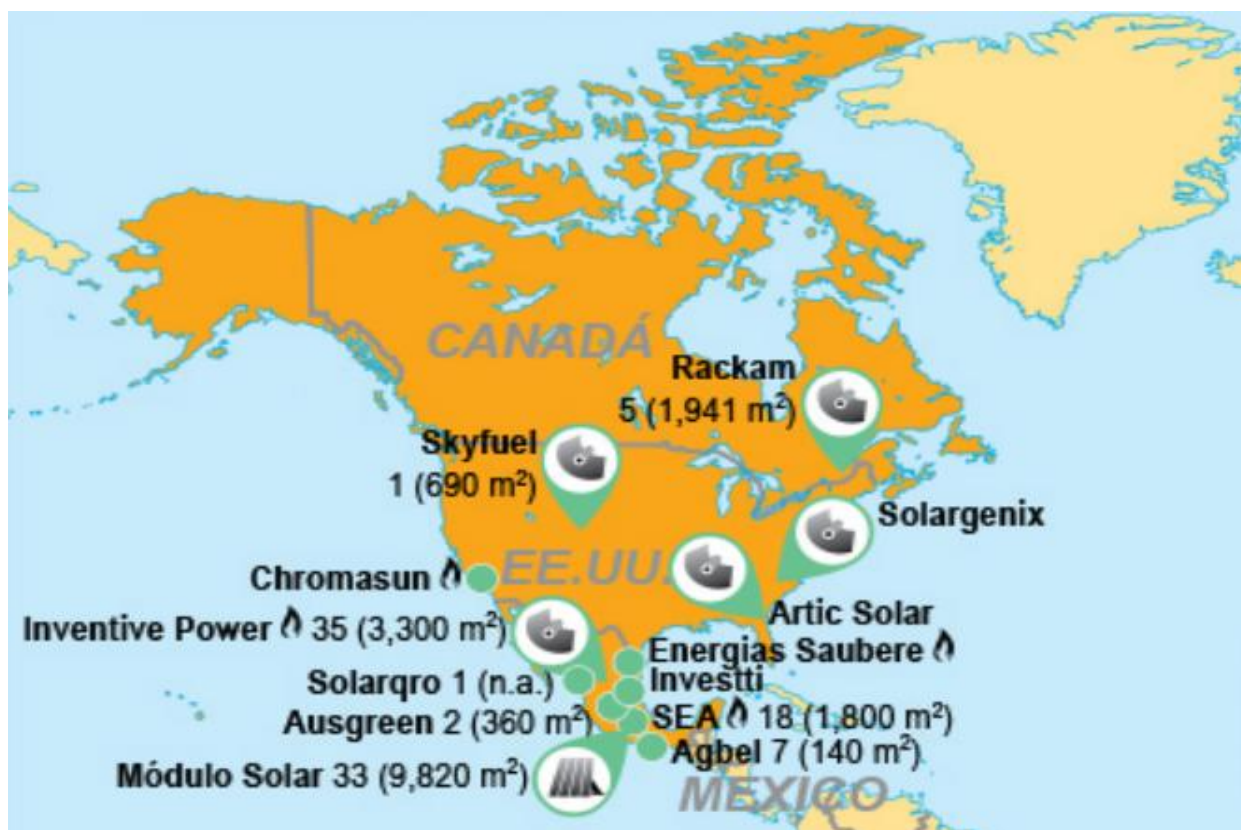 CANADÁ
Rackam
5 (1,941 m²)
Skyfuel
1 (690 m²)
Solargenix
EE.UU.
Chromasun
Artic Solar
Inventive Power 35 (3,300 m²)
Energias Saubere
Solarqro 1 (n.a.)
Investti
Ausgreen 2 (360 m²)
SEA 18 (1,800 m²)
Agbel 7 (140 m²)
Módulo Solar 33 (9,820 m²)
MÉXICO